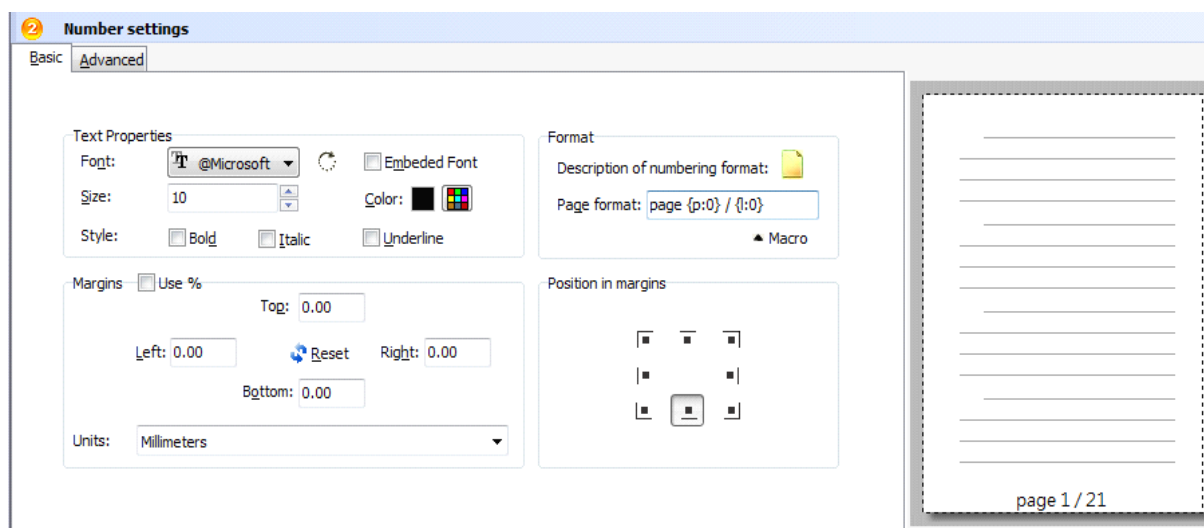 2 Number settings
Basic Advanced
Text Properties
Font: @Microsoft Embeded Font
Size: 10 Color:
Style: Bold Italic Underline
Format
Description of numbering format:
Page format: page {p:0} / {l:0}
Macro
Margins Use %
Top: 0.00
Left: 0.00 Reset Right: 0.00
Bottom: 0.00
Units: Millimeters
Position in margins
page 1 / 21